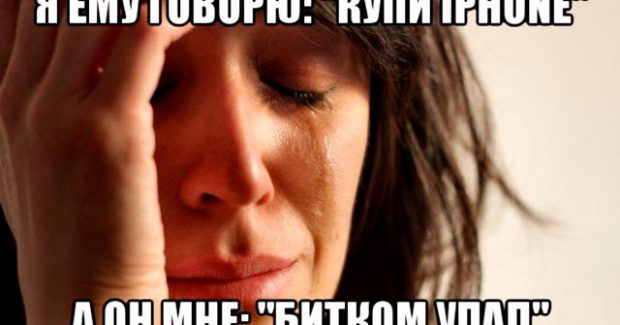 Я ЕМУ ГОВОРЮ: "КУПИ IPHONE"
А ОН МНЕ: "БИТКОМ УПАЛ"